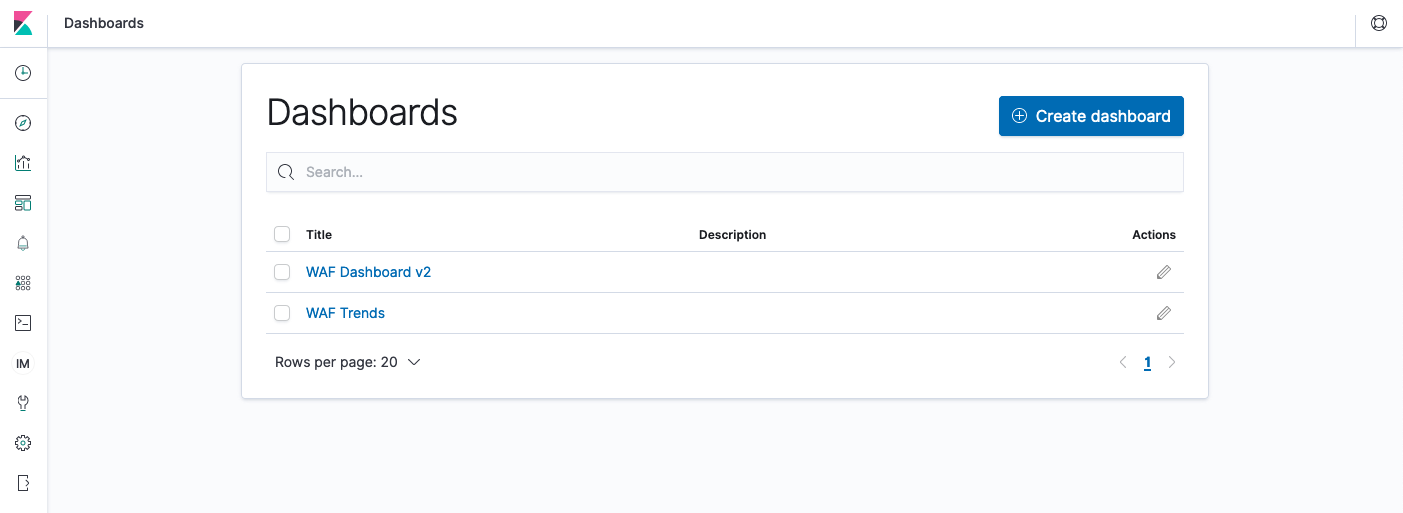 Dashboards
Dashboards
Create dashboard
Search...
Title Description Actions
WAF Dashboard v2
WAF Trends
IM
Rows per page: 20 1